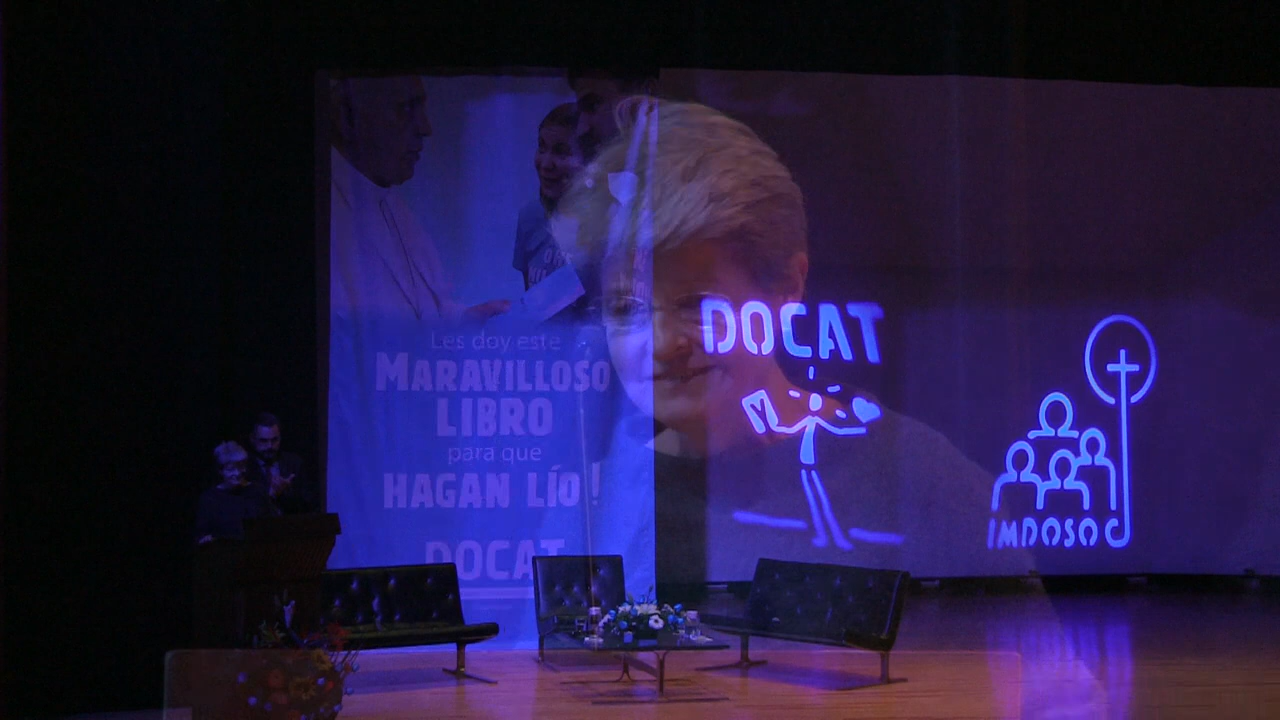 Les doy este
MARAVILLOSO
LIBRO
para que
HAGAN LÍO!
DOCAT
DOCAT
IMDOSOC